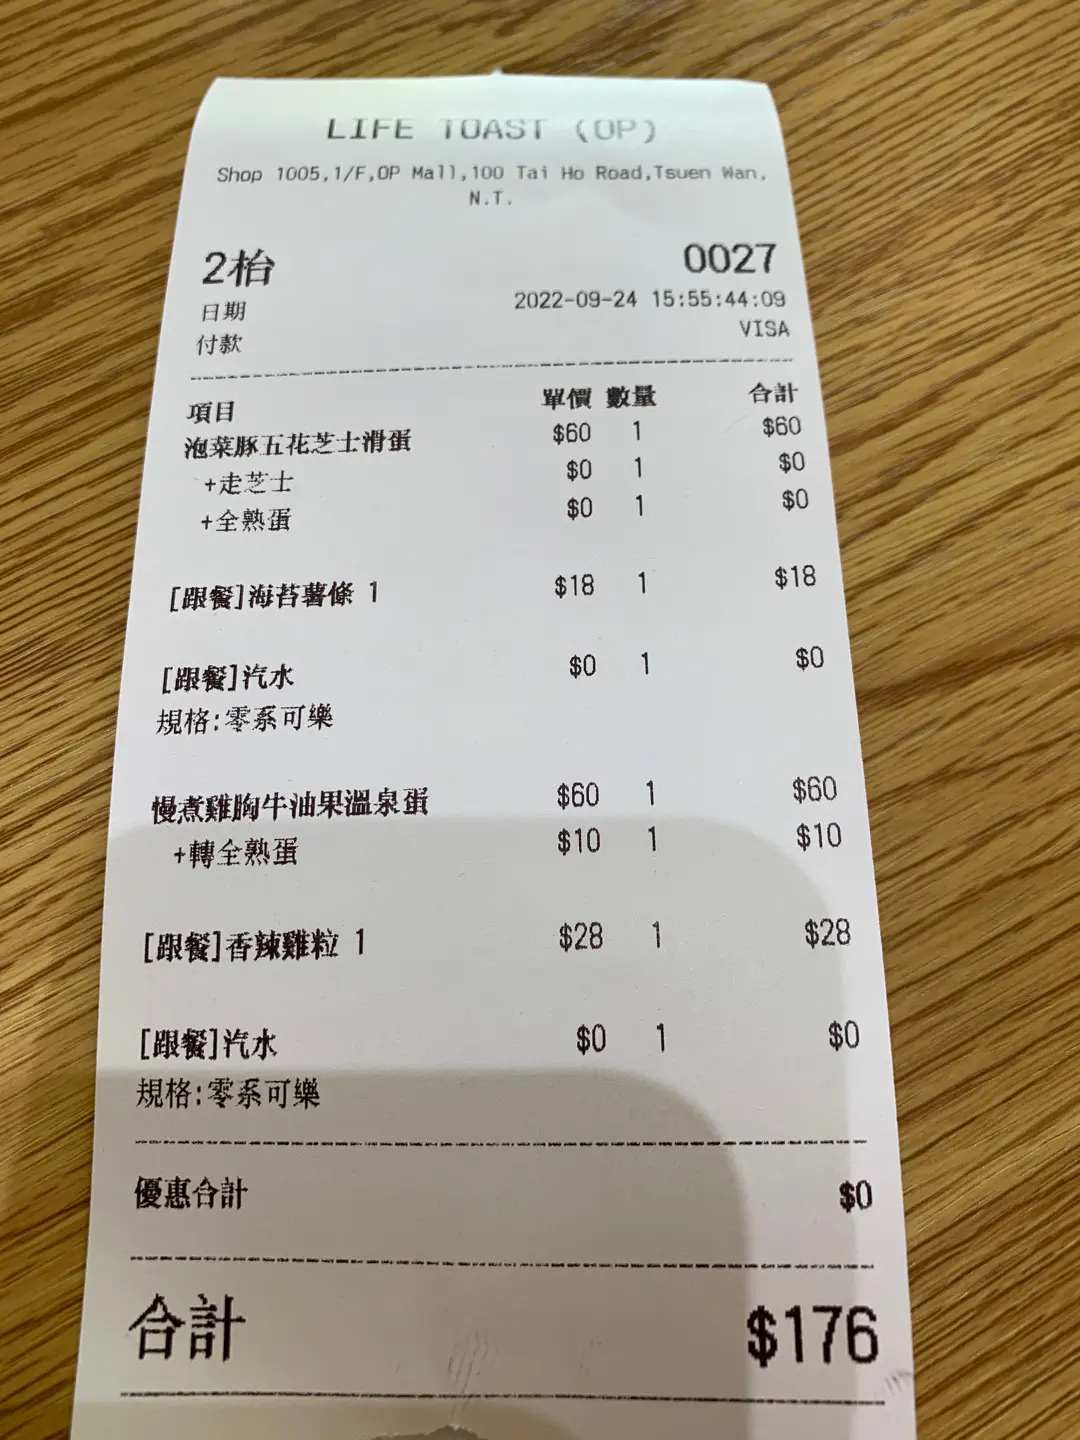 LIFE TOAST (OP)
Shop 1005,1/F,OP Mall,100 Tai Ho Road,Tsuen Wan,
N.T.
2枱 0027
日期 2022-09-24 15:55:44:09
付款 VISA
項目 單價 數量 合計
泡菜豚五花芝士滑蛋 $60 1 $60
+走芝士 $0 1 $0
+全熟蛋 $0 1 $0
[跟餐]海苔薯條 1 $18 1 $18
[跟餐]汽水 $0 1 $0
規格:零系可樂
慢煮雞胸牛油果溫泉蛋 $60 1 $60
+轉全熟蛋 $10 1 $10
[跟餐]香辣雞粒 1 $28 1 $28
[跟餐]汽水 $0 1 $0
規格:零系可樂
優惠合計 $0
合計 $176